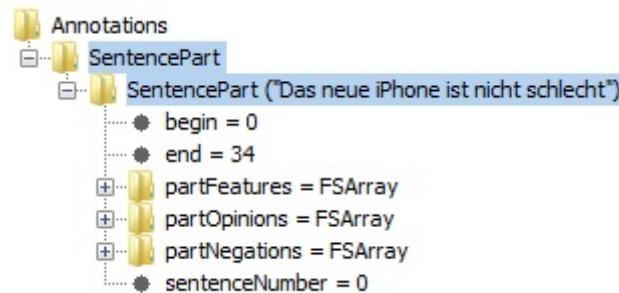 Annotations
SentencePart
SentencePart ("Das neue iPhone ist nicht schlecht")
begin = 0
end = 34
partFeatures = FSArray
partOpinions = FSArray
partNegations = FSArray
sentenceNumber = 0